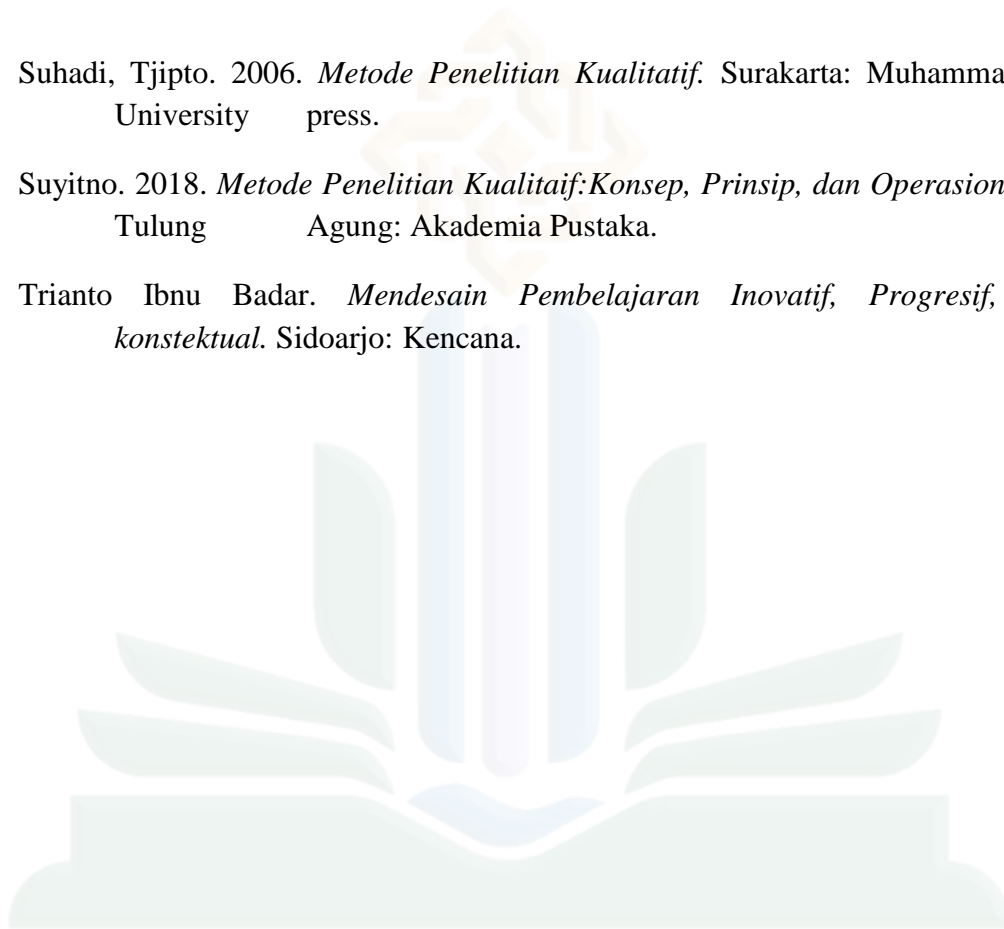 Suhadi, Tjipto. 2006. Metode Penelitian Kualitatif. Surakarta: Muhamma
University press.
Suyitno. 2018. Metode Penelitian Kualitaif:Konsep, Prinsip, dan Operasion
Tulung Agung: Akademia Pustaka.
Trianto Ibnu Badar. Mendesain Pembelajaran Inovatif, Progresif,
konstektual. Sidoarjo: Kencana.